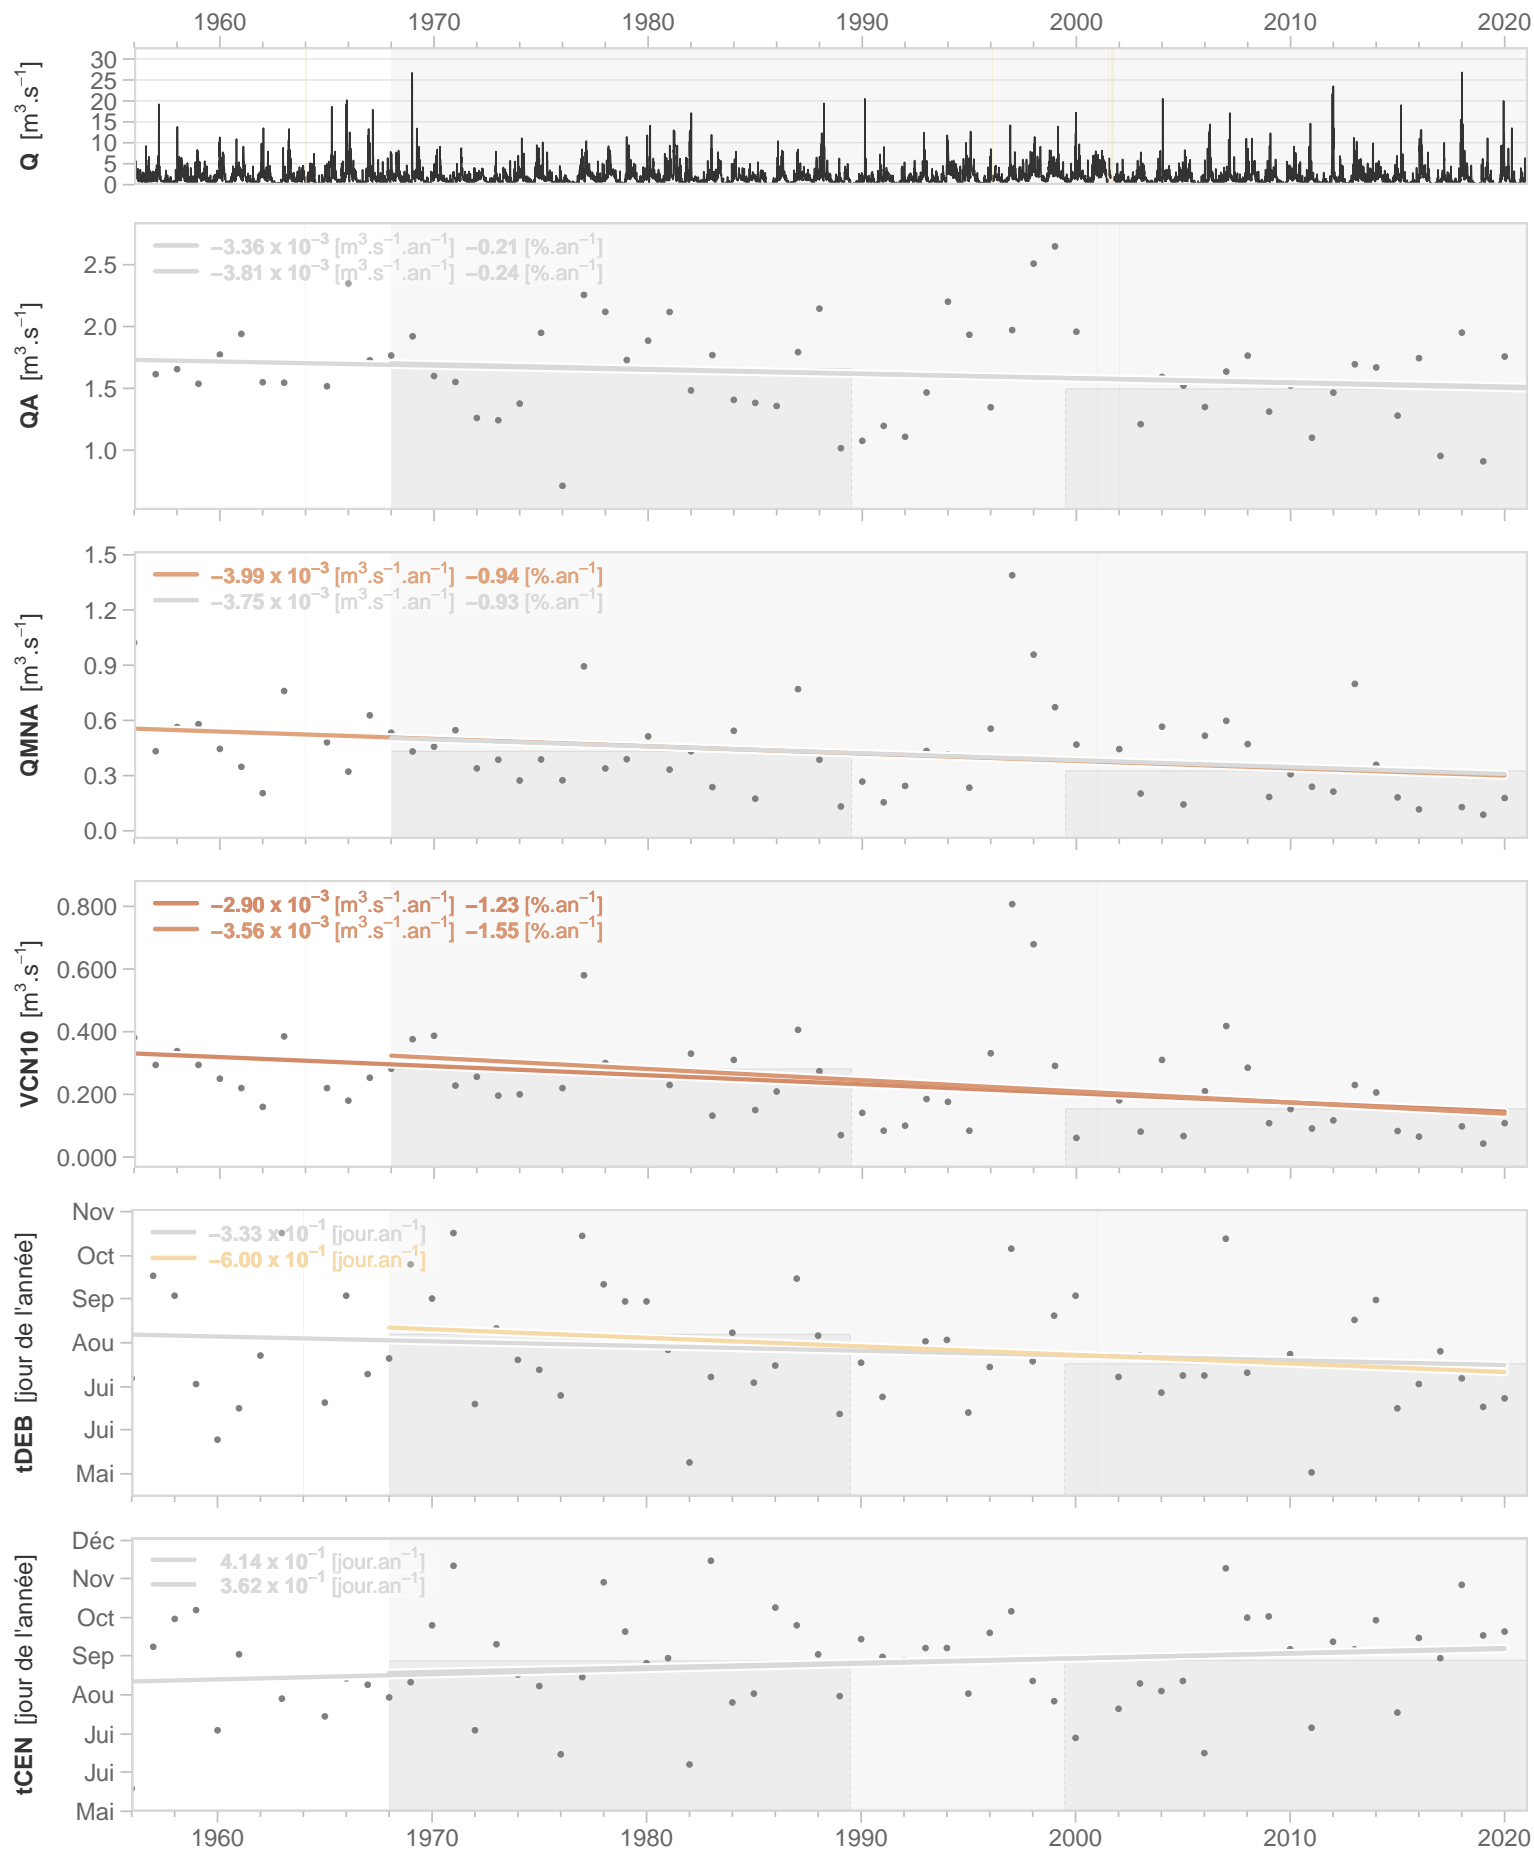 1960 1970 1980 1990 2000 2010 2020
Q [m³.s⁻¹]
30
25
20
15
10
5
0
QA [m³.s⁻¹]
−3.36 x 10⁻³ [m³.s⁻¹.an⁻¹] −0.21 [%.an⁻¹]
−3.81 x 10⁻³ [m³.s⁻¹.an⁻¹] −0.24 [%.an⁻¹]
2.5
2.0
1.5
1.0
QMNA [m³.s⁻¹]
−3.99 x 10⁻³ [m³.s⁻¹.an⁻¹] −0.94 [%.an⁻¹]
−3.75 x 10⁻³ [m³.s⁻¹.an⁻¹] −0.93 [%.an⁻¹]
1.5
1.2
0.9
0.6
0.3
0.0
VCN10 [m³.s⁻¹]
−2.90 x 10⁻³ [m³.s⁻¹.an⁻¹] −1.23 [%.an⁻¹]
−3.56 x 10⁻³ [m³.s⁻¹.an⁻¹] −1.55 [%.an⁻¹]
0.800
0.600
0.400
0.200
0.000
tDEB [jour de l'année]
−3.33 x 10⁻¹ [jour.an⁻¹]
−6.00 x 10⁻¹ [jour.an⁻¹]
Nov
Oct
Sep
Aou
Jui
Jui
Mai
tCEN [jour de l'année]
4.14 x 10⁻¹ [jour.an⁻¹]
3.62 x 10⁻¹ [jour.an⁻¹]
Déc
Nov
Oct
Sep
Aou
Jui
Jui
Mai
1960 1970 1980 1990 2000 2010 2020